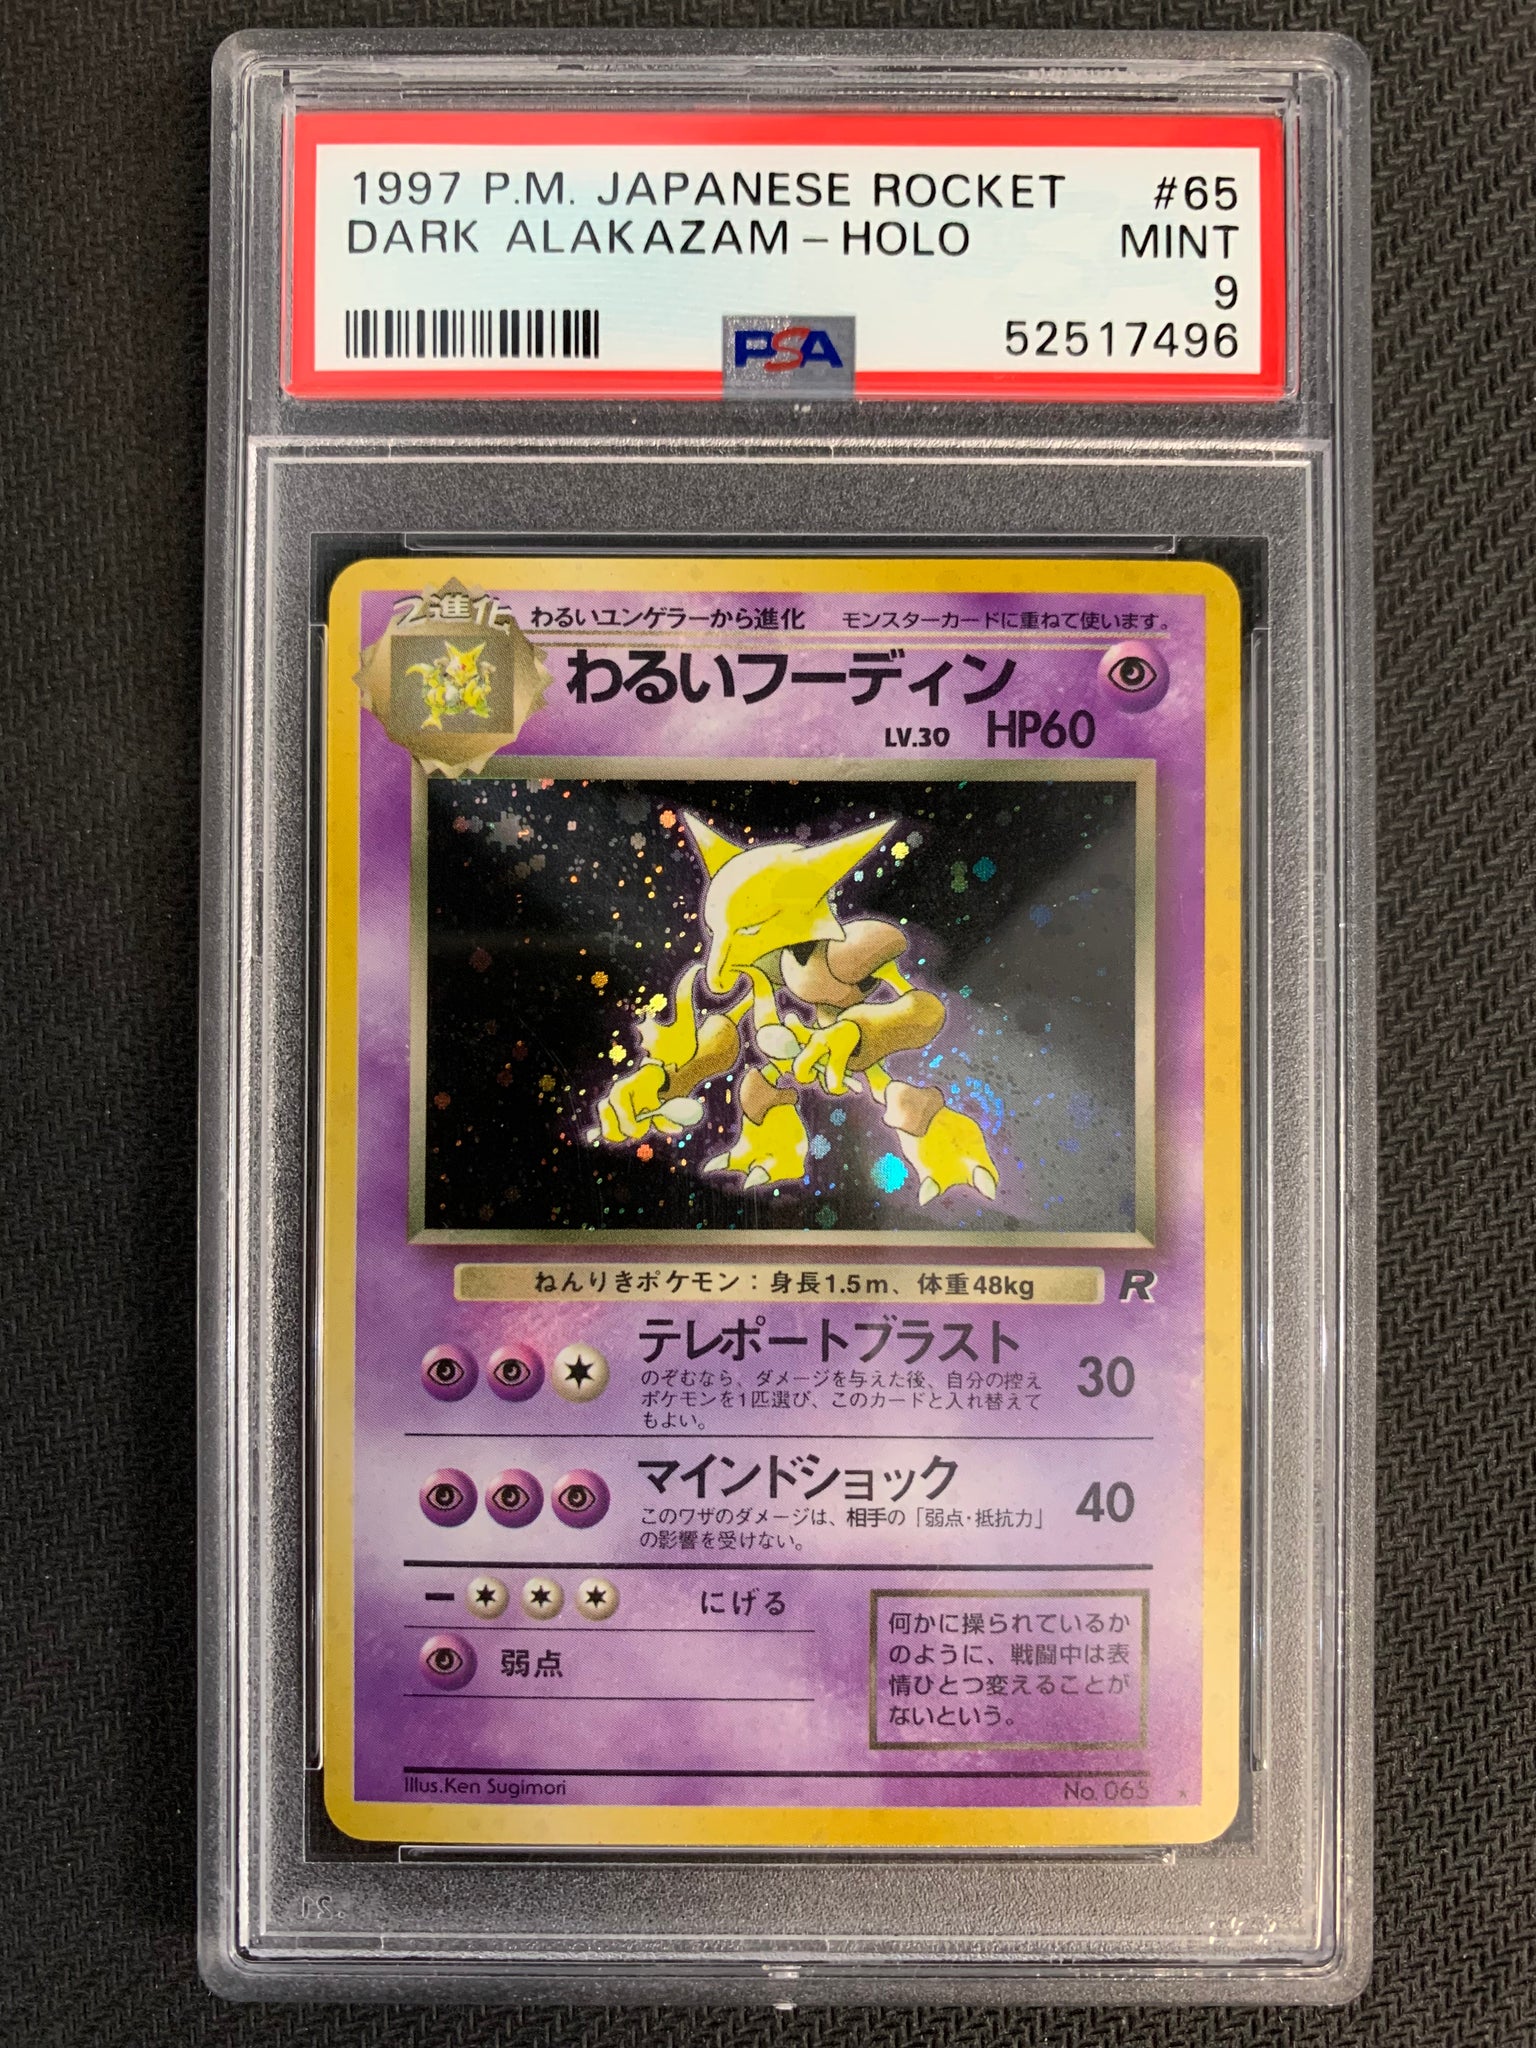 1997 P.M. JAPANESE ROCKET #65
DARK ALAKAZAM - HOLO MINT
9
PSA 52517496
2進化 わるいユンゲラーから進化 モンスターカードに重ねて使います。
わるいフーディン
LV.30 HP60
ねんりきポケモン：身長1.5m、体重48kg R
テレポートブラスト
のぞむなら、ダメージを与えた後、自分の控え 30
ポケモンを1匹選び、このカードと入れ替えて
もよい。
マインドショック
このワザのダメージは、相手の「弱点・抵抗力」 40
の影響を受けない。
にげる
弱点
何かに操られているか
のように、戦闘中は表
情ひとつ変えることが
ないという。
Illus.Ken Sugimori No. 065